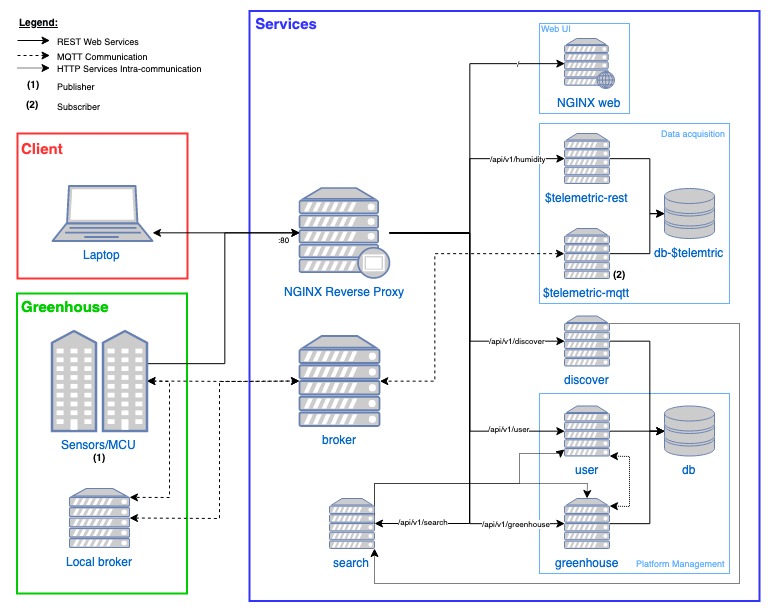 Legend:
REST Web Services
MQTT Communication
HTTP Services Intra-communication
(1) Publisher
(2) Subscriber
Services
Web UI
/
NGINX web
Client
Laptop
Data acquisition
/api/v1/humidity
$telemetric-rest
:80
NGINX Reverse Proxy
db-$telemtric
(2)
$telemetric-mqtt
Greenhouse
Sensors/MCU
(1)
Local broker
broker
/api/v1/discover
discover
/api/v1/user
user
db
/api/v1/search
search
/api/v1/greenhouse
greenhouse
Platform Management